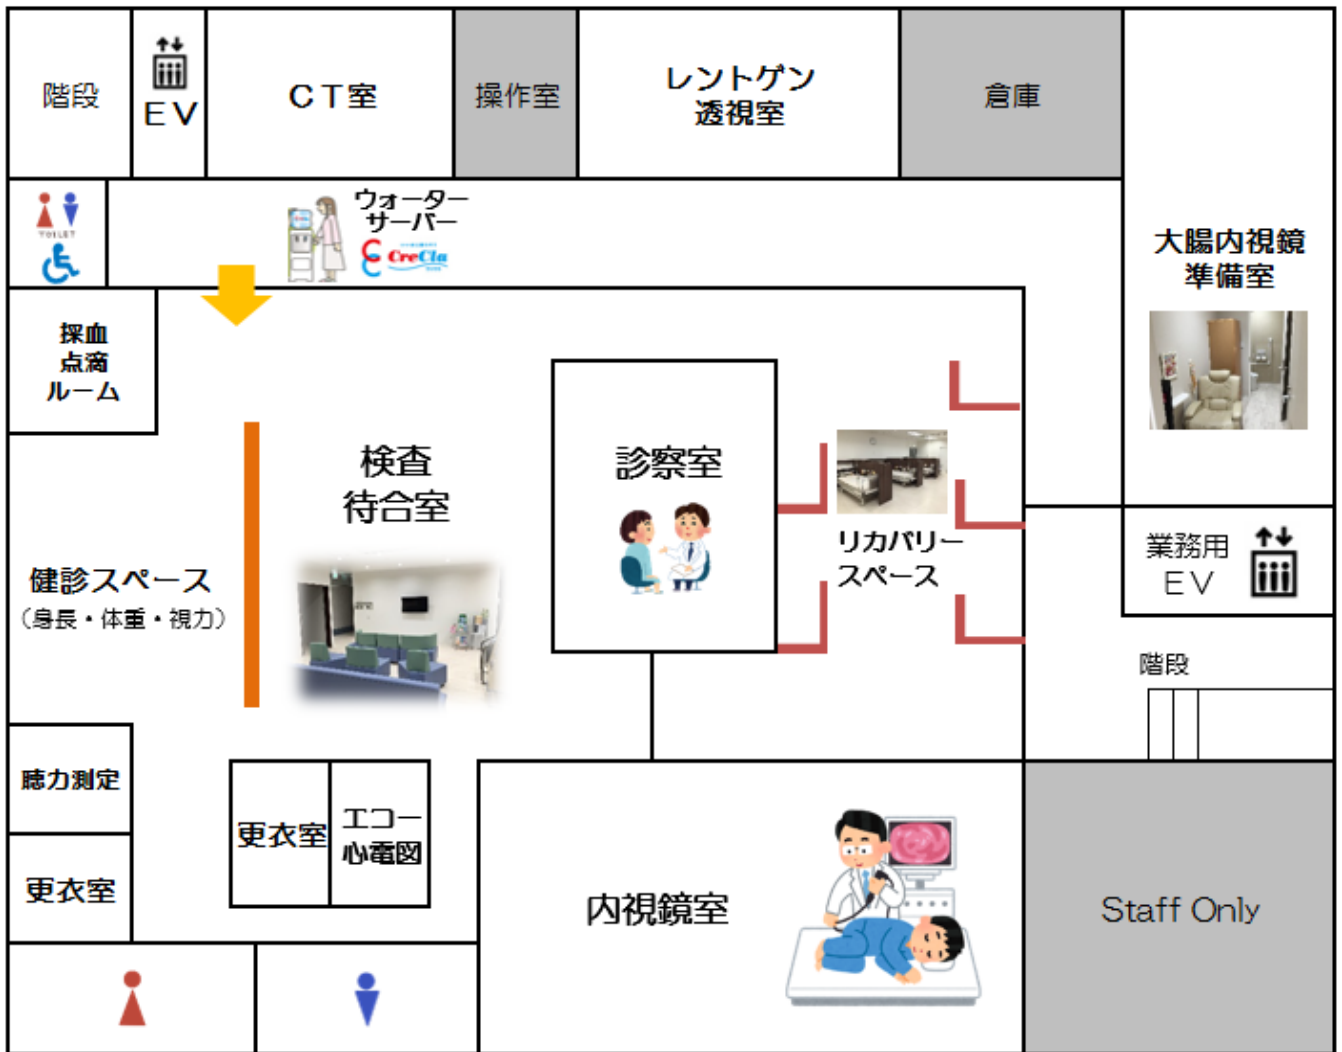 階段
EV
CT室
操作室
レントゲン
透視室
倉庫
TOILET
ウォーター
サーバー
CreCla
大腸内視鏡
準備室
採血
点滴
ルーム
検査
待合室
診察室
リカバリー
スペース
業務用
EV
健診スペース
（身長・体重・視力）
階段
聴力測定
更衣室
エコー
心電図
更衣室
内視鏡室
Staff Only